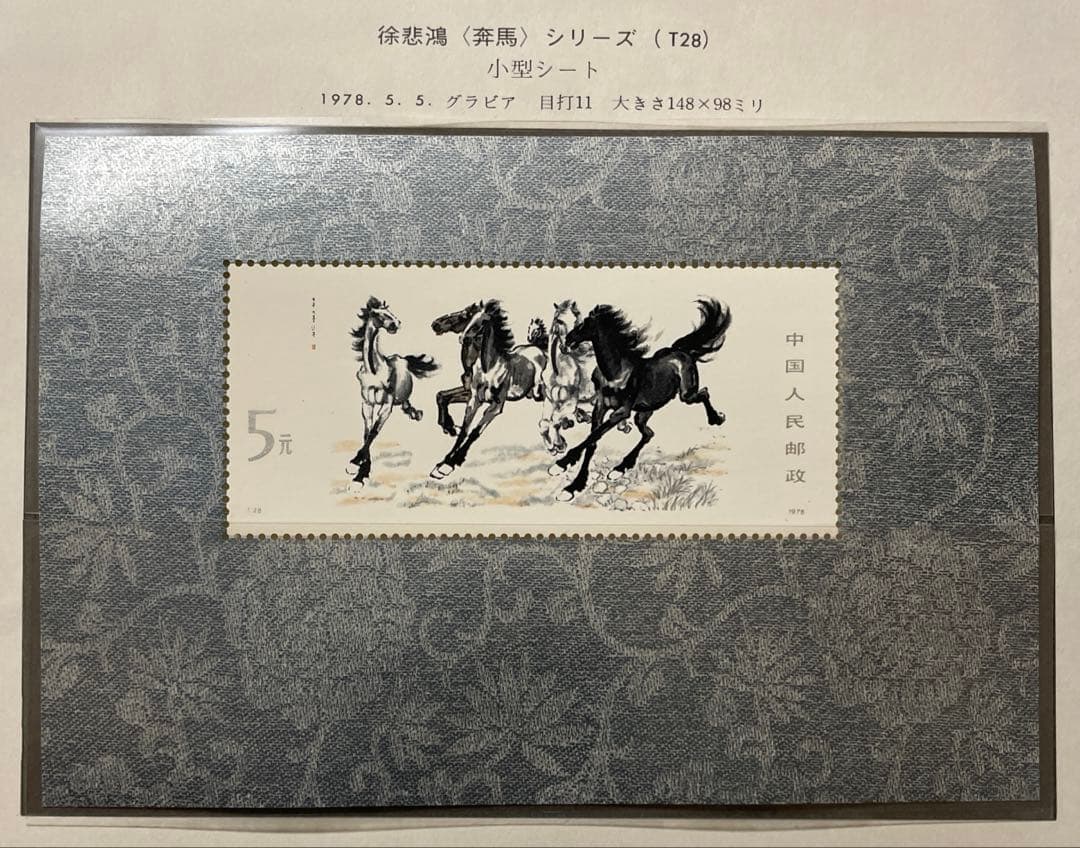 徐悲鴻〈奔馬〉シリーズ (T28)
小型シート
1978. 5. 5. グラビア 目打11 大きさ148×98ミリ
5元
中国人民邮政
T.28
1978